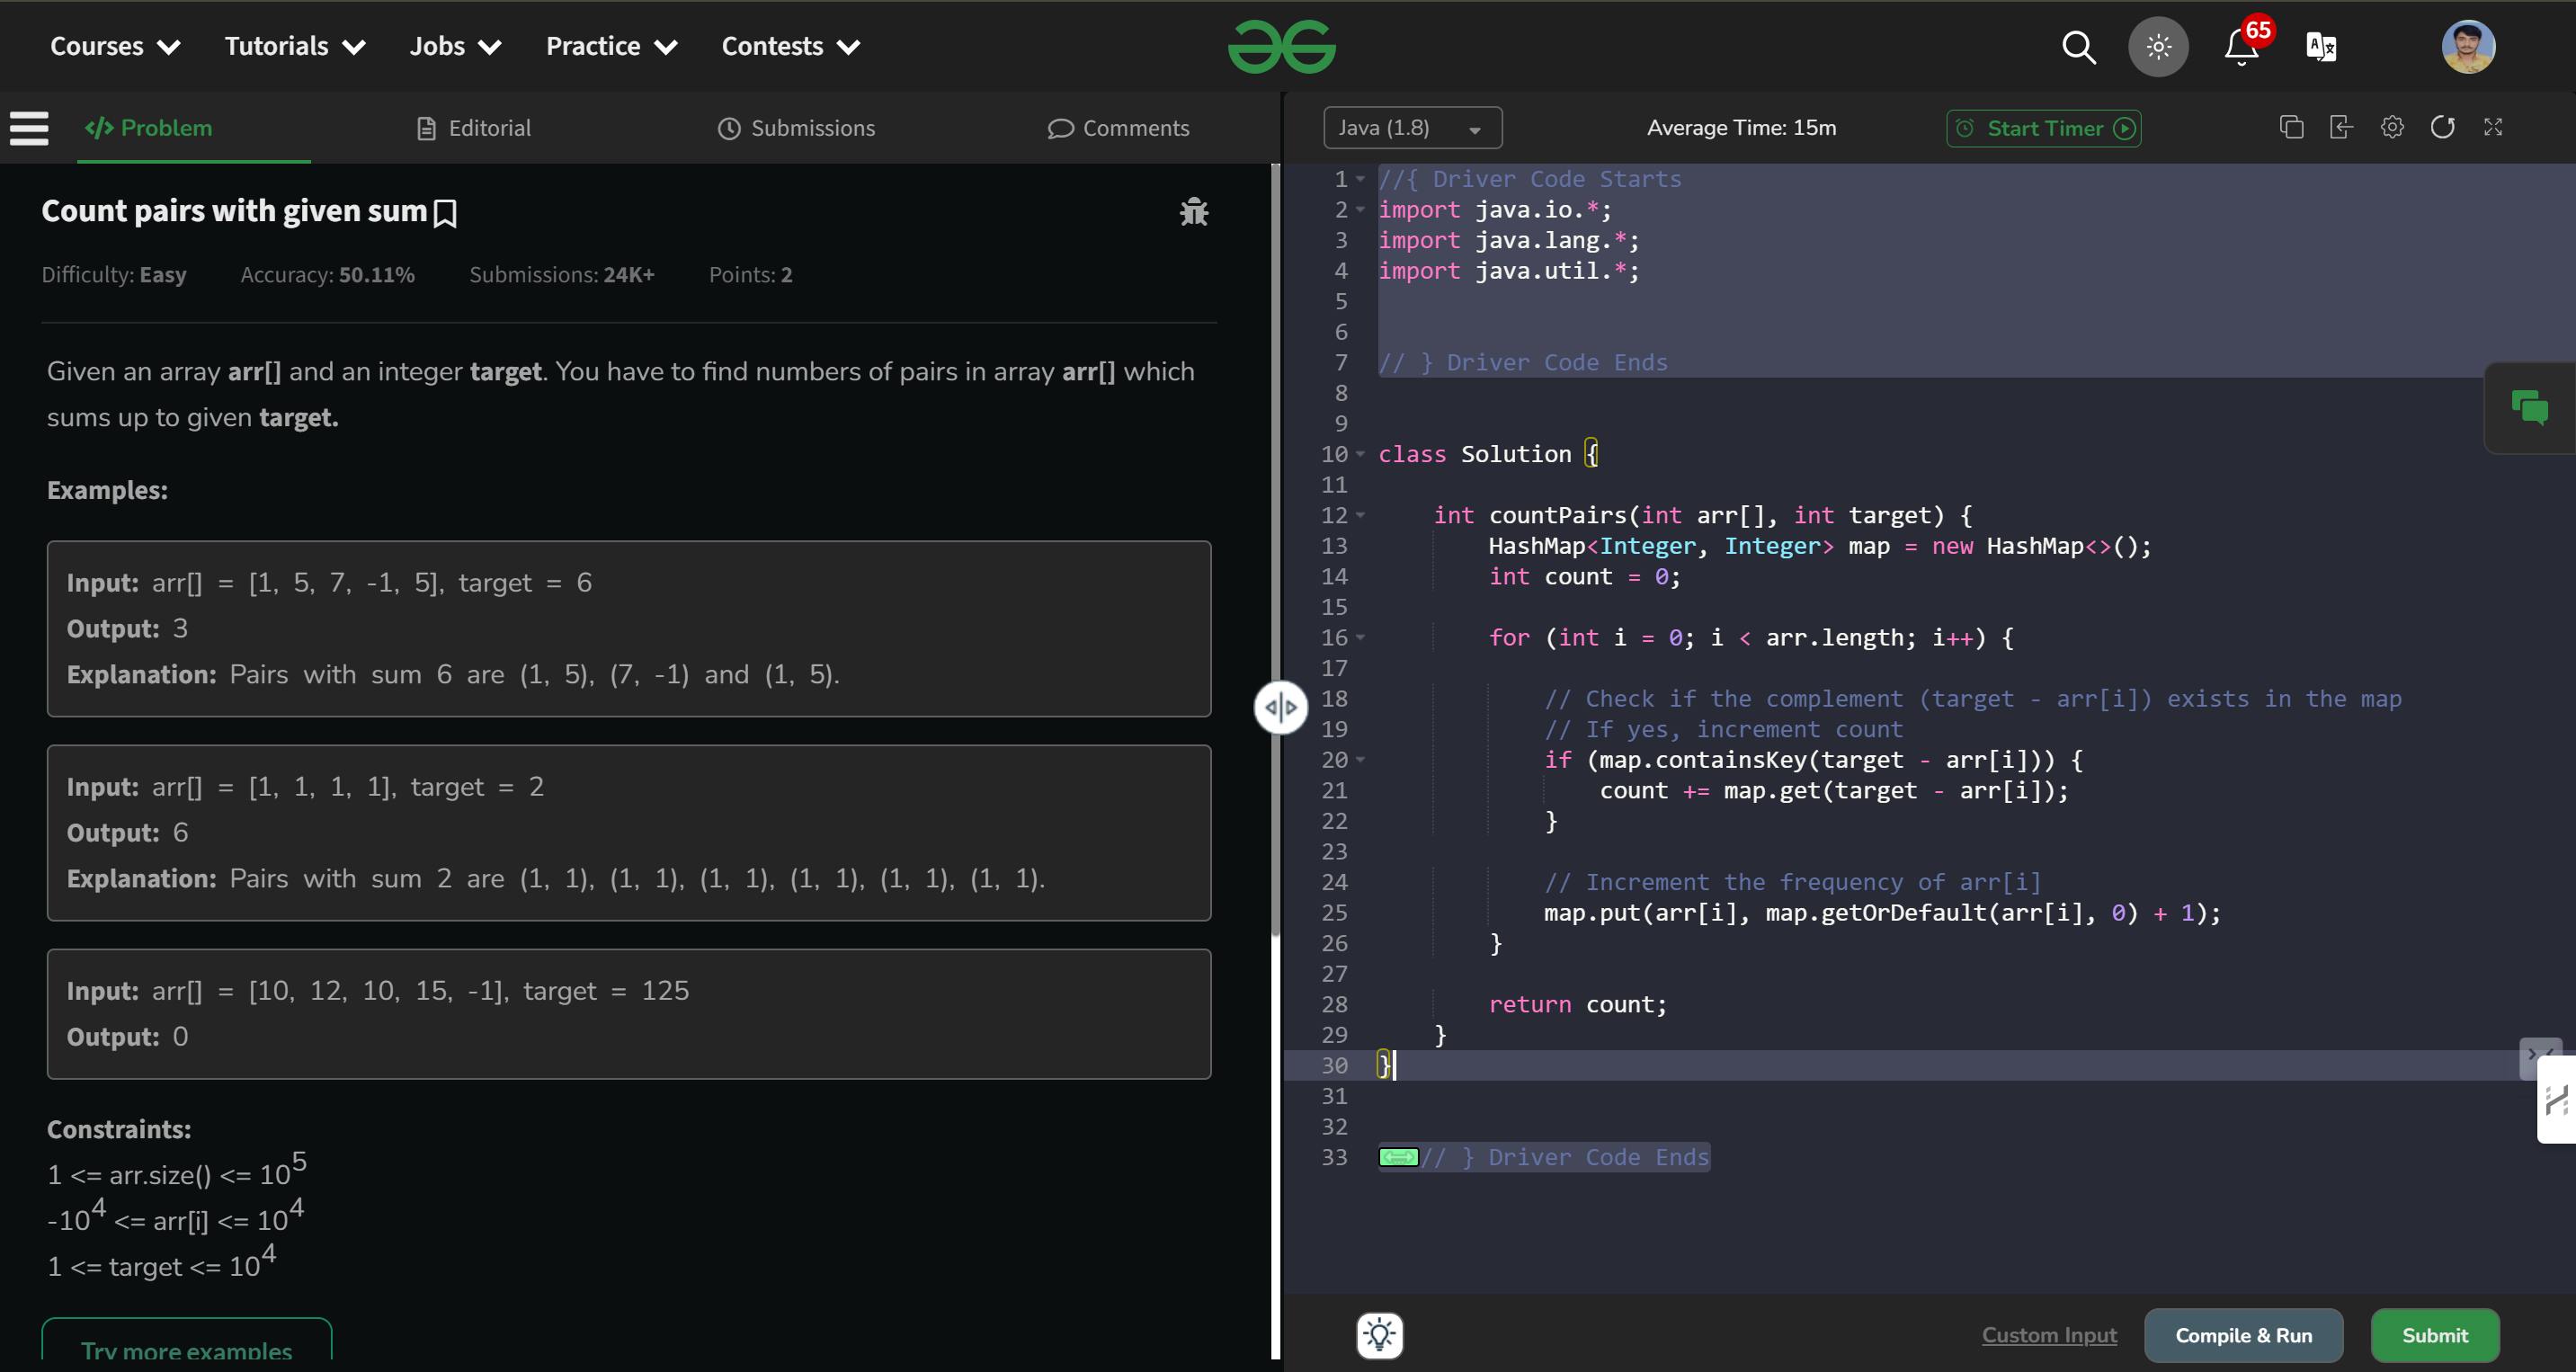 Courses
Tutorials
Jobs
Practice
Contests
65
Problem
Editorial
Submissions
Comments
Count pairs with given sum
Difficulty: Easy Accuracy: 50.11% Submissions: 24K+ Points: 2
Given an array arr[] and an integer target. You have to find numbers of pairs in array arr[] which
sums up to given target.
Examples:
Input: arr[] = [1, 5, 7, -1, 5], target = 6
Output: 3
Explanation: Pairs with sum 6 are (1, 5), (7, -1) and (1, 5).
Input: arr[] = [1, 1, 1, 1], target = 2
Output: 6
Explanation: Pairs with sum 2 are (1, 1), (1, 1), (1, 1), (1, 1), (1, 1), (1, 1).
Input: arr[] = [10, 12, 10, 15, -1], target = 125
Output: 0
Constraints:
1 <= arr.size() <= 10^5
-10^4 <= arr[i] <= 10^4
1 <= target <= 10^4
Try more examples
Java (1.8)
Average Time: 15m
Start Timer
1 //{ Driver Code Starts
2 import java.io.*;
3 import java.lang.*;
4 import java.util.*;
5
6
7 // } Driver Code Ends
8
9
10 class Solution {
11
12     int countPairs(int arr[], int target) {
13         HashMap<Integer, Integer> map = new HashMap<>();
14         int count = 0;
15
16         for (int i = 0; i < arr.length; i++) {
17
18             // Check if the complement (target - arr[i]) exists in the map
19             // If yes, increment count
20             if (map.containsKey(target - arr[i])) {
21                 count += map.get(target - arr[i]);
22             }
23
24             // Increment the frequency of arr[i]
25             map.put(arr[i], map.getOrDefault(arr[i], 0) + 1);
26         }
27
28         return count;
29     }
30 }
31
32
33 // } Driver Code Ends
Custom Input
Compile & Run
Submit